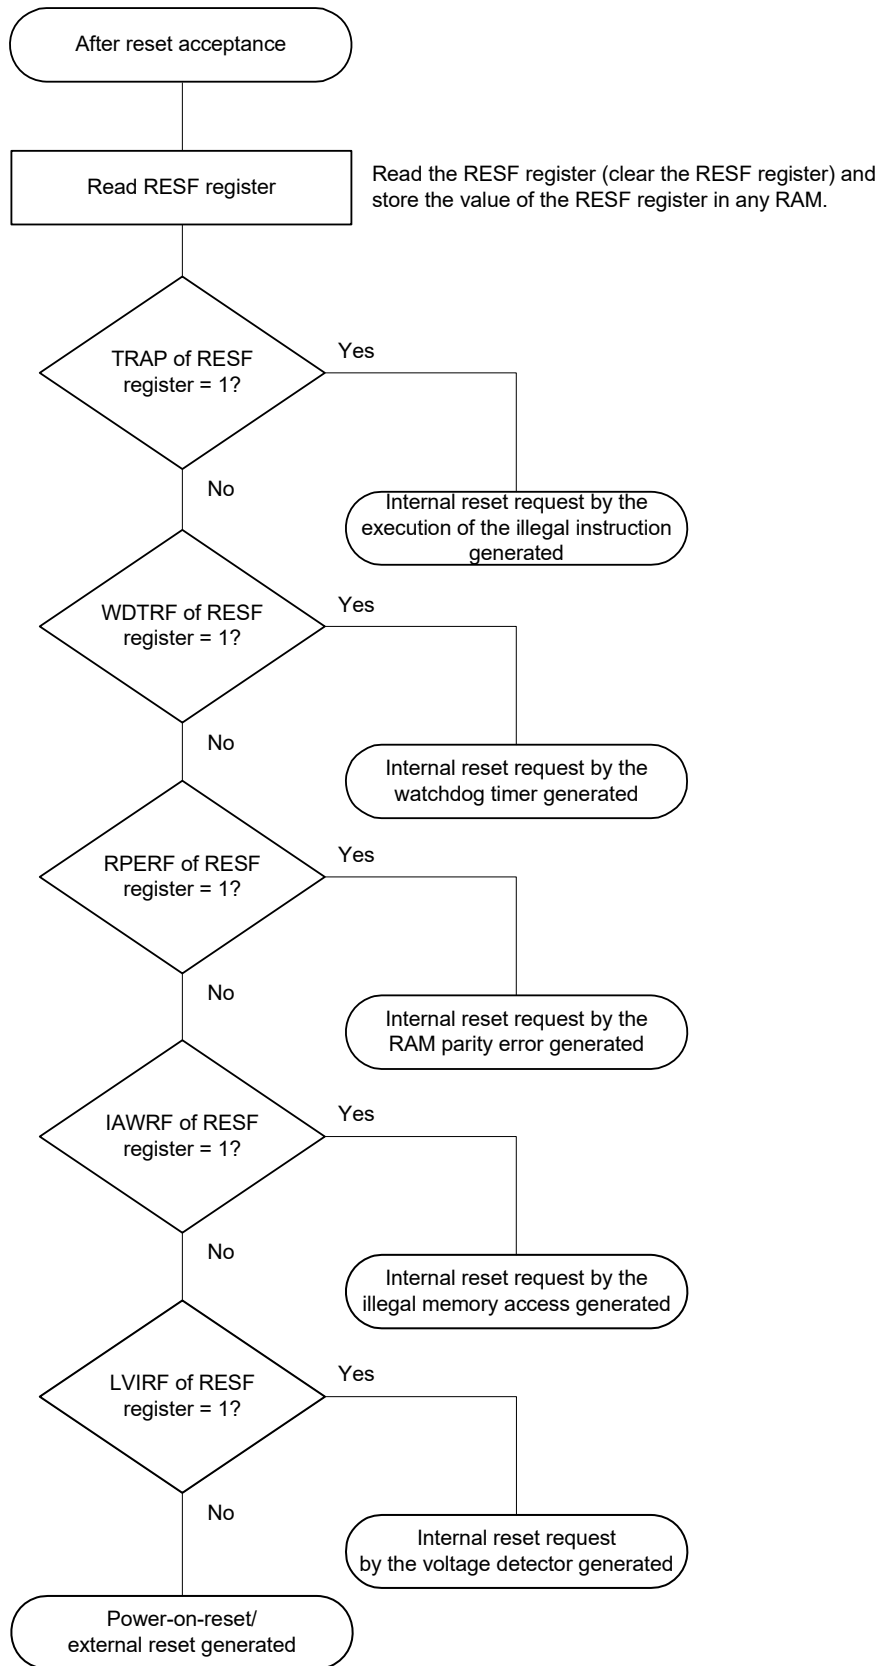 After reset acceptance
Read RESF register
Read the RESF register (clear the RESF register) and
store the value of the RESF register in any RAM.
TRAP of RESF
register = 1?
Yes
No
Internal reset request by the
execution of the illegal instruction
generated
WDTRF of RESF
register = 1?
Yes
No
Internal reset request by the
watchdog timer generated
RPERF of RESF
register = 1?
Yes
No
Internal reset request by the
RAM parity error generated
IAWRF of RESF
register = 1?
Yes
No
Internal reset request by the
illegal memory access generated
LVIRF of RESF
register = 1?
Yes
No
Internal reset request
by the voltage detector generated
Power-on-reset/
external reset generated